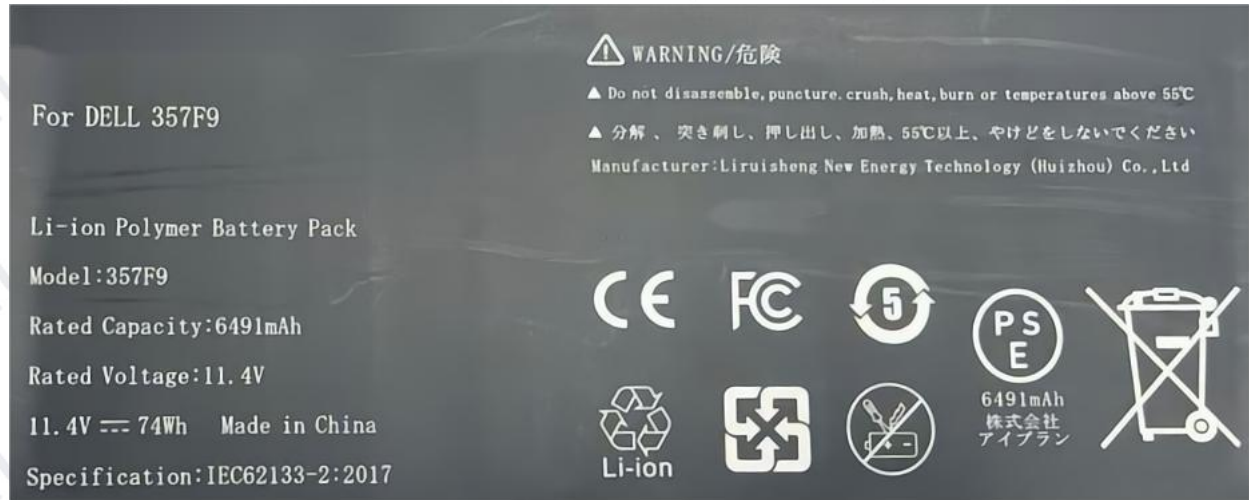 For DELL 357F9
Li-ion Polymer Battery Pack
Model:357F9
Rated Capacity:6491mAh
Rated Voltage:11.4V
11.4V ⎓ 74Wh Made in China
Specification:IEC62133-2:2017
⚠ WARNING/危険
▲ Do not disassemble,puncture.crush,heat,burn or temperatures above 55℃
▲ 分解 、 突き刺し、押し出し、加熱、55℃以上、やけどをしないでください
Manufacturer:Liruisheng New Energy Technology (Huizhou) Co.,Ltd
CE FC 5
PS
E
6491mAh
株式会社
アイプラン
Li-ion